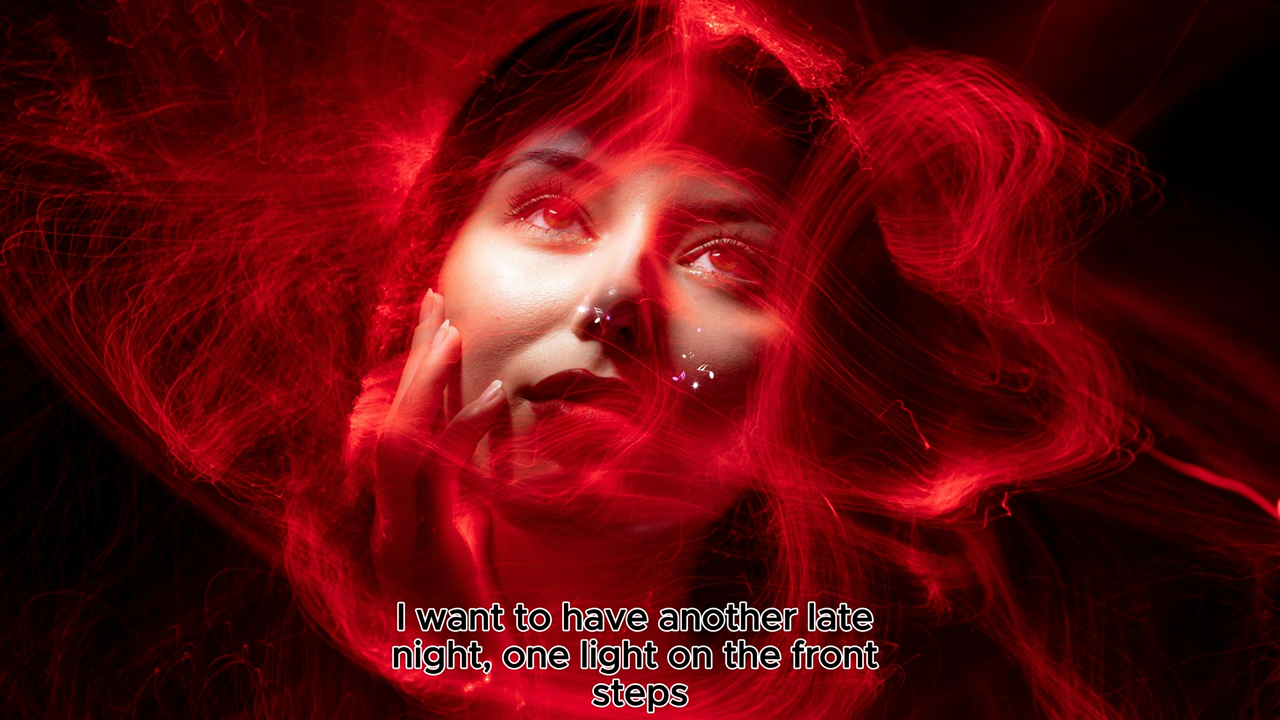 I want to have another late
night, one light on the front
steps